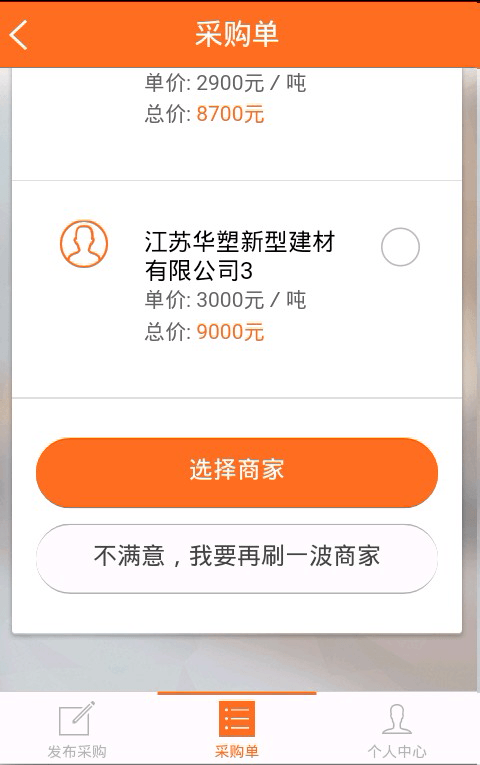 采购单
单价: 2900元 / 吨
总价: 8700元
江苏华塑新型建材
有限公司3
单价: 3000元 / 吨
总价: 9000元
选择商家
不满意，我要再刷一波商家
发布采购
采购单
个人中心